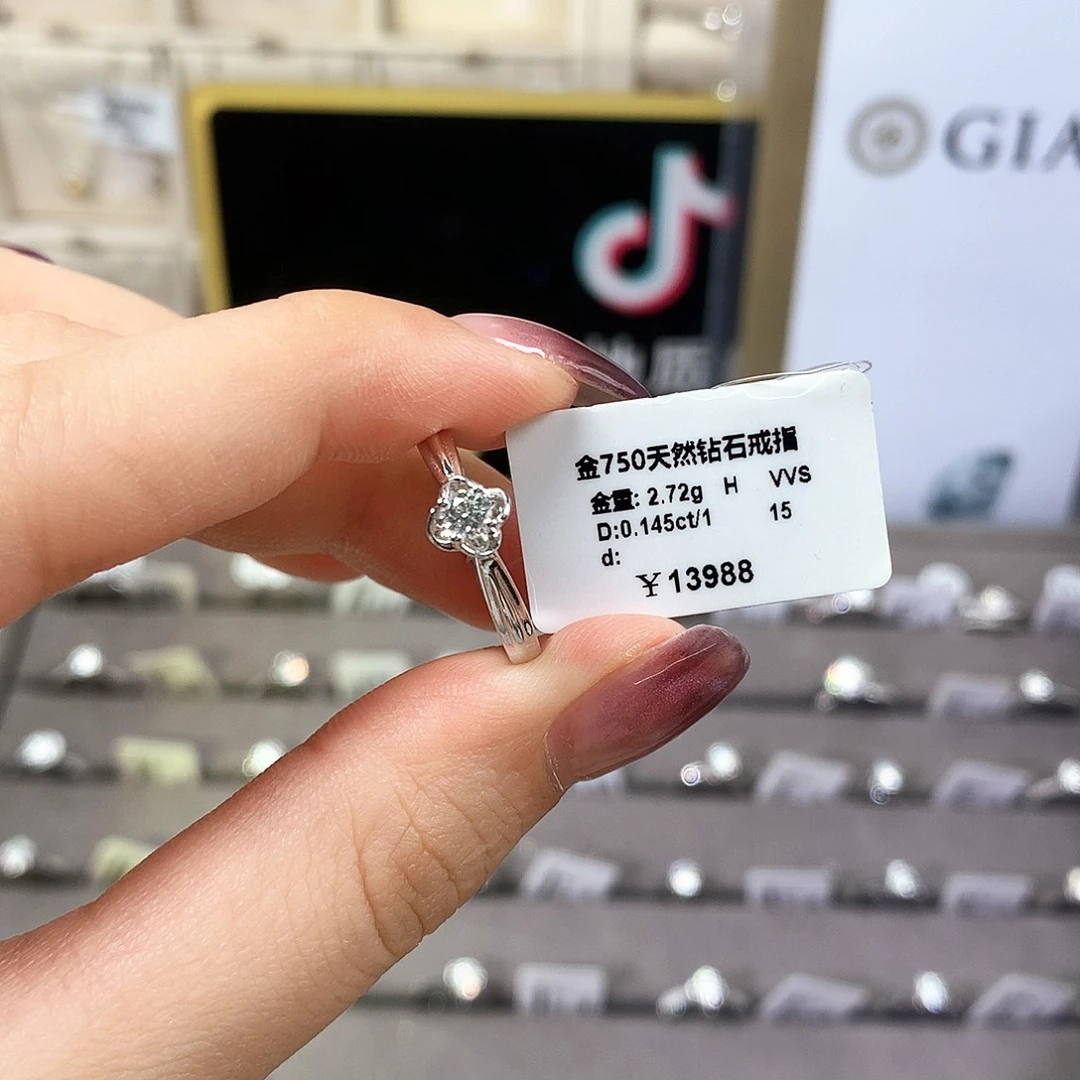 GIA
金750天然钻石戒指
金重: 2.72g H VVS
D:0.145ct/1 15
d:
￥13988